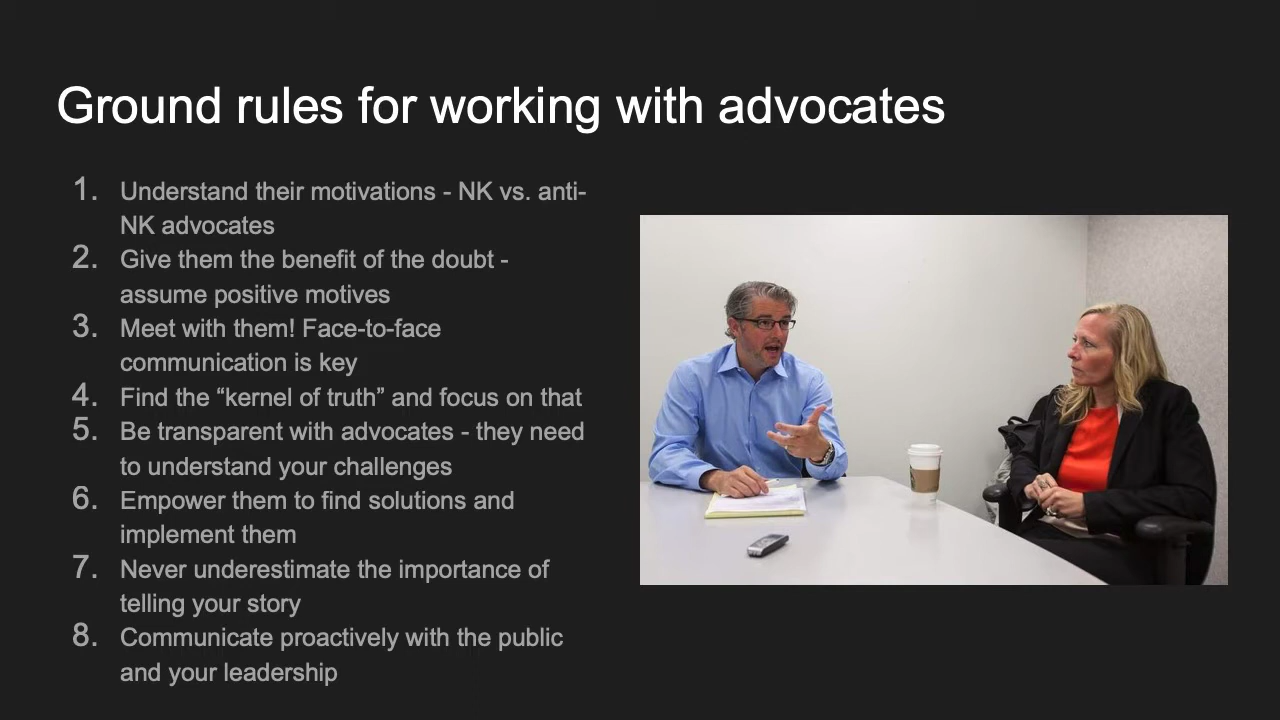 Ground rules for working with advocates
1. Understand their motivations - NK vs. anti-
NK advocates
2. Give them the benefit of the doubt -
assume positive motives
3. Meet with them! Face-to-face
communication is key
4. Find the “kernel of truth” and focus on that
5. Be transparent with advocates - they need
to understand your challenges
6. Empower them to find solutions and
implement them
7. Never underestimate the importance of
telling your story
8. Communicate proactively with the public
and your leadership